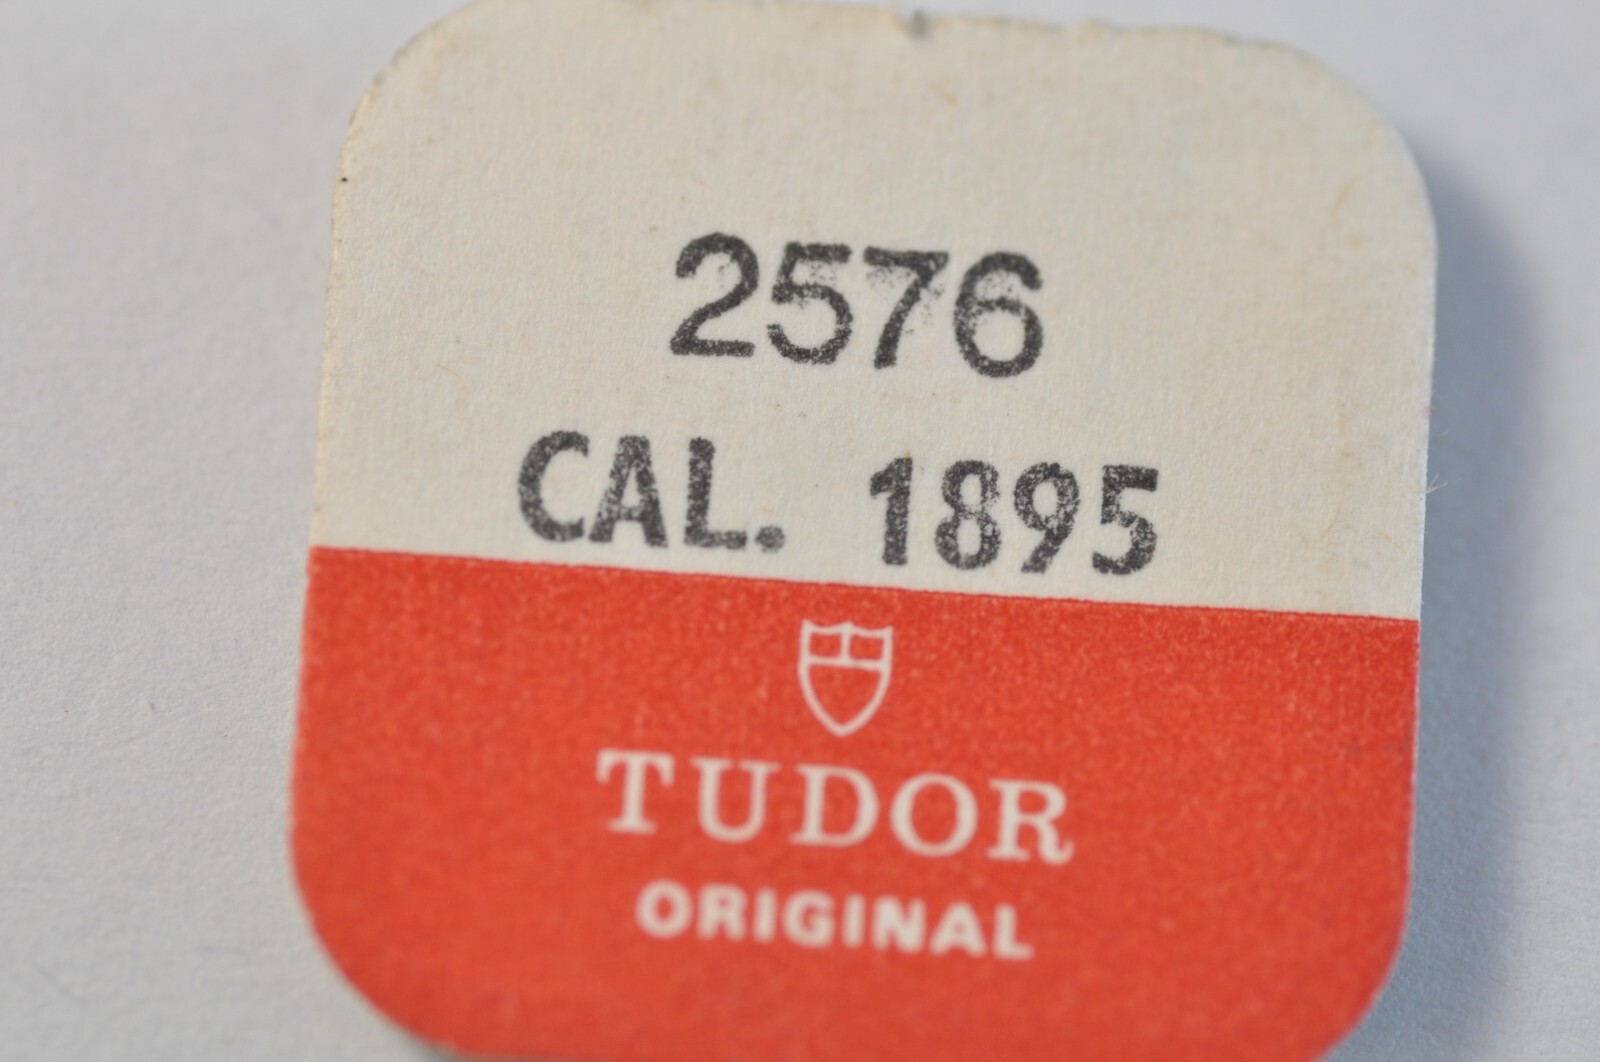 2576
CAL. 1895
TUDOR
ORIGINAL